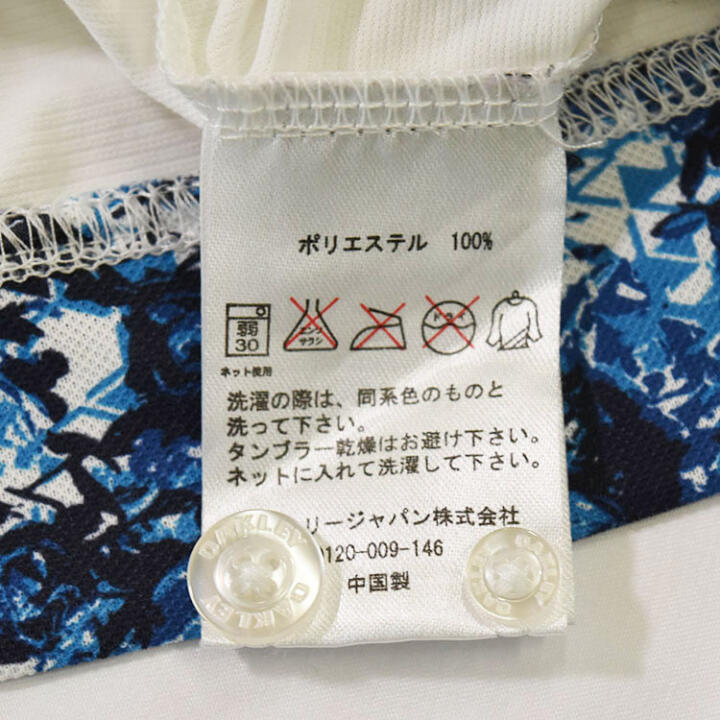 ポリエステル 100%
弱
30
エンソ
サラシ
ドライ
ネット使用
洗濯の際は、同系色のものと
洗って下さい。
タンブラー乾燥はお避け下さい。
ネットに入れて洗濯して下さい。
リージャパン株式会社
0120-009-146
中国製
OAKLEY OAKLEY
OAKLEY OAKLEY